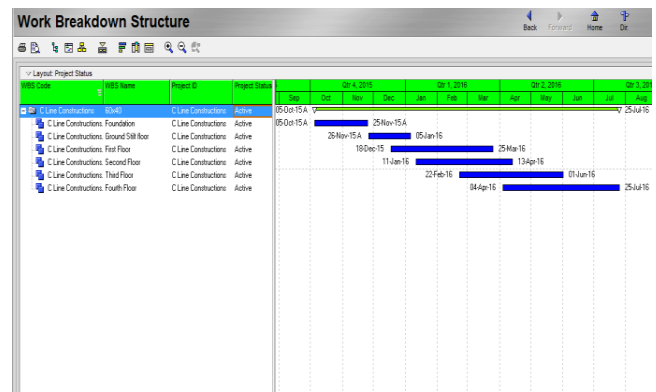 Work Breakdown Structure
Back Forward Home Dir
Layout: Project Status
WBS Code WBS Name Project ID Project Status Qtr 4, 2015 Qtr 1, 2016 Qtr 2, 2016 Qtr 3, 201
Sep Oct Nov Dec Jan Feb Mar Apr May Jun Jul Aug
C Line Constructions 60x40 C Line Constructions Active 05-Oct-15 A 25-Jul-16
C Line Constructions. Foundation C Line Constructions Active 05-Oct-15 A 25-Nov-15 A
C Line Constructions. Ground Stilt floor C Line Constructions Active 26-Nov-15 A 05-Jan-16
C Line Constructions. First Floor C Line Constructions Active 18-Dec-15 25-Mar-16
C Line Constructions. Second Floor C Line Constructions Active 11-Jan-16 13-Apr-16
C Line Constructions. Third Floor C Line Constructions Active 22-Feb-16 01-Jun-16
C Line Constructions. Fourth Floor C Line Constructions Active 04-Apr-16 25-Jul-16